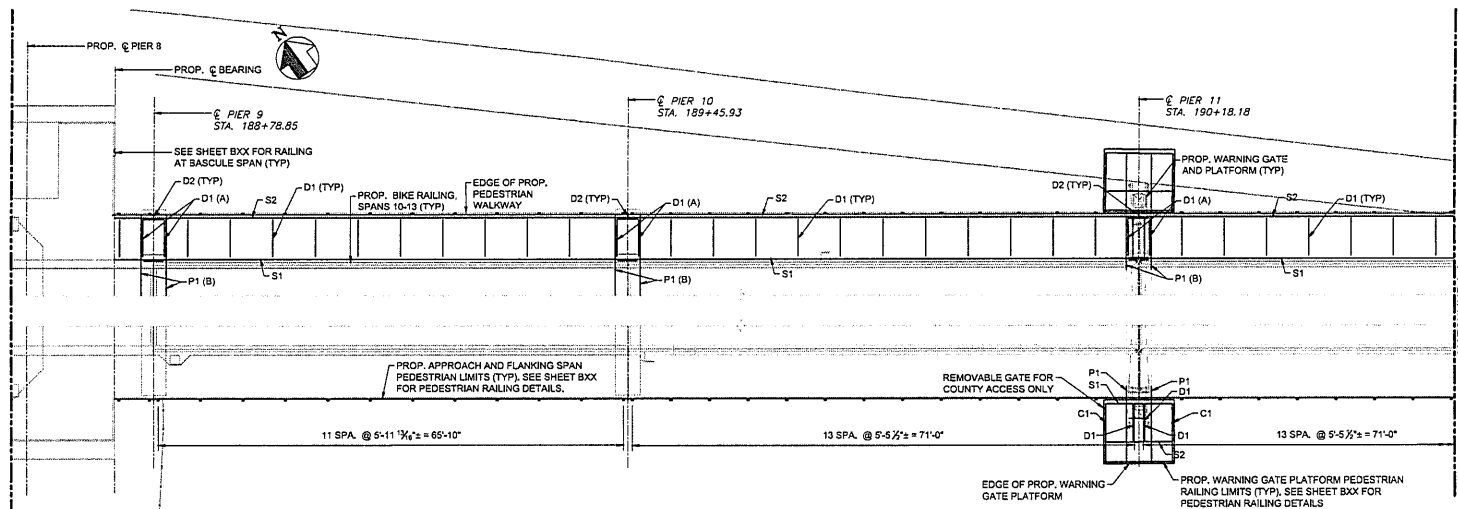 PROP. ℄ PIER 8
N
PROP. ℄ BEARING
℄ PIER 9
STA. 188+78.85
℄ PIER 10
STA. 189+45.93
℄ PIER 11
STA. 190+18.18
SEE SHEET BXX FOR RAILING
AT BASCULE SPAN (TYP)
PROP. WARNING GATE
AND PLATFORM (TYP)
D2 (TYP)
D1 (A)
S2
D1 (TYP)
PROP. BIKE RAILING,
SPANS 10-13 (TYP)
EDGE OF PROP.
PEDESTRIAN
WALKWAY
D2 (TYP)
D1 (A)
S2
D1 (TYP)
D2 (TYP)
D1 (A)
S2
D1 (TYP)
S1
S1
S1
P1 (B)
P1 (B)
P1 (B)
PROP. APPROACH AND FLANKING SPAN
PEDESTRIAN LIMITS (TYP). SEE SHEET BXX
FOR PEDESTRIAN RAILING DETAILS.
REMOVABLE GATE FOR
COUNTY ACCESS ONLY
P1
S1
C1
D1
P1
D1
C1
D1
S2
11 SPA. @ 5'-11 13/16"± = 65'-10"
13 SPA. @ 5'-5 1/2"± = 71'-0"
13 SPA. @ 5'-5 1/2"± = 71'-0"
EDGE OF PROP. WARNING
GATE PLATFORM
PROP. WARNING GATE PLATFORM PEDESTRIAN
RAILING LIMITS (TYP). SEE SHEET BXX FOR
PEDESTRIAN RAILING DETAILS